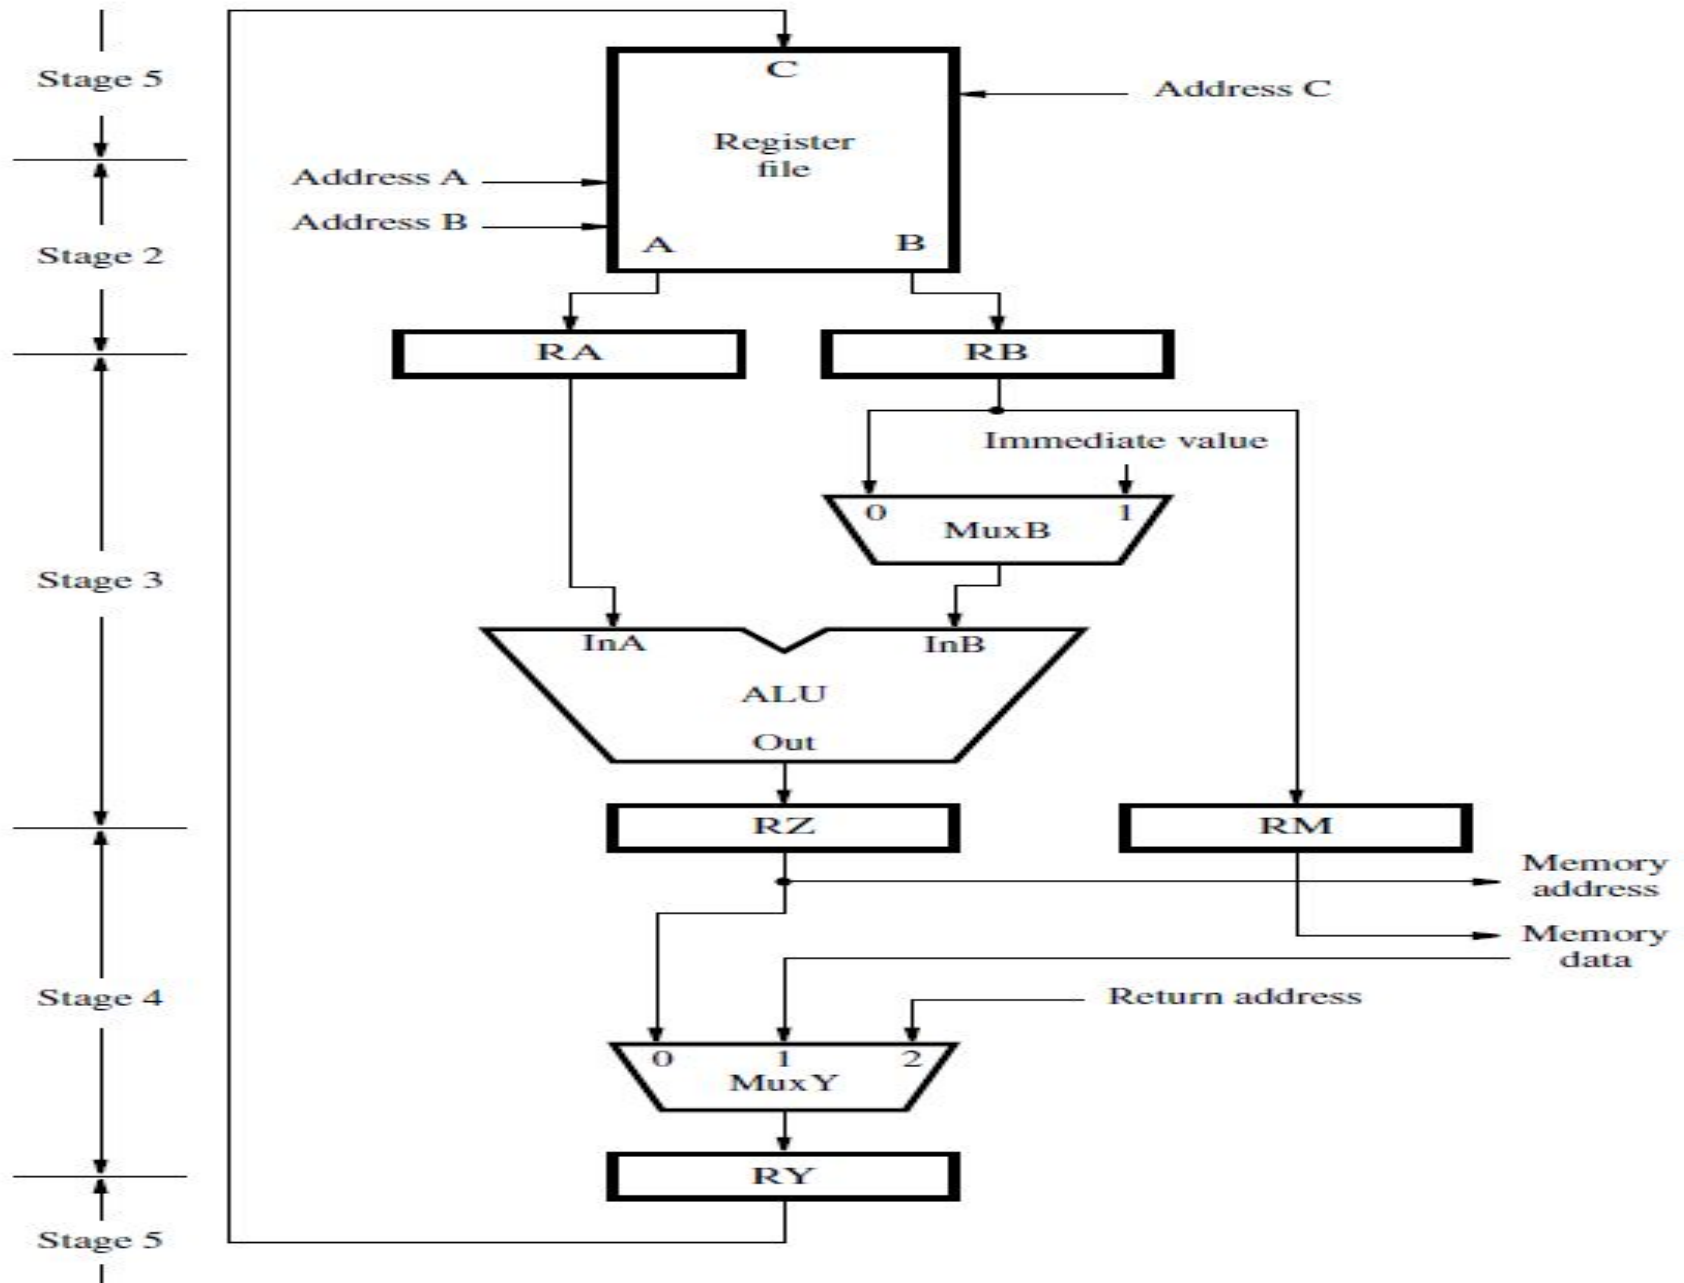 Stage 5
C
Address C
Register
file
Address A
Address B
A
B
Stage 2
RA
RB
Immediate value
0
1
MuxB
Stage 3
InA
InB
ALU
Out
RZ
RM
Memory
address
Memory
data
Stage 4
Return address
0
1
2
MuxY
RY
Stage 5